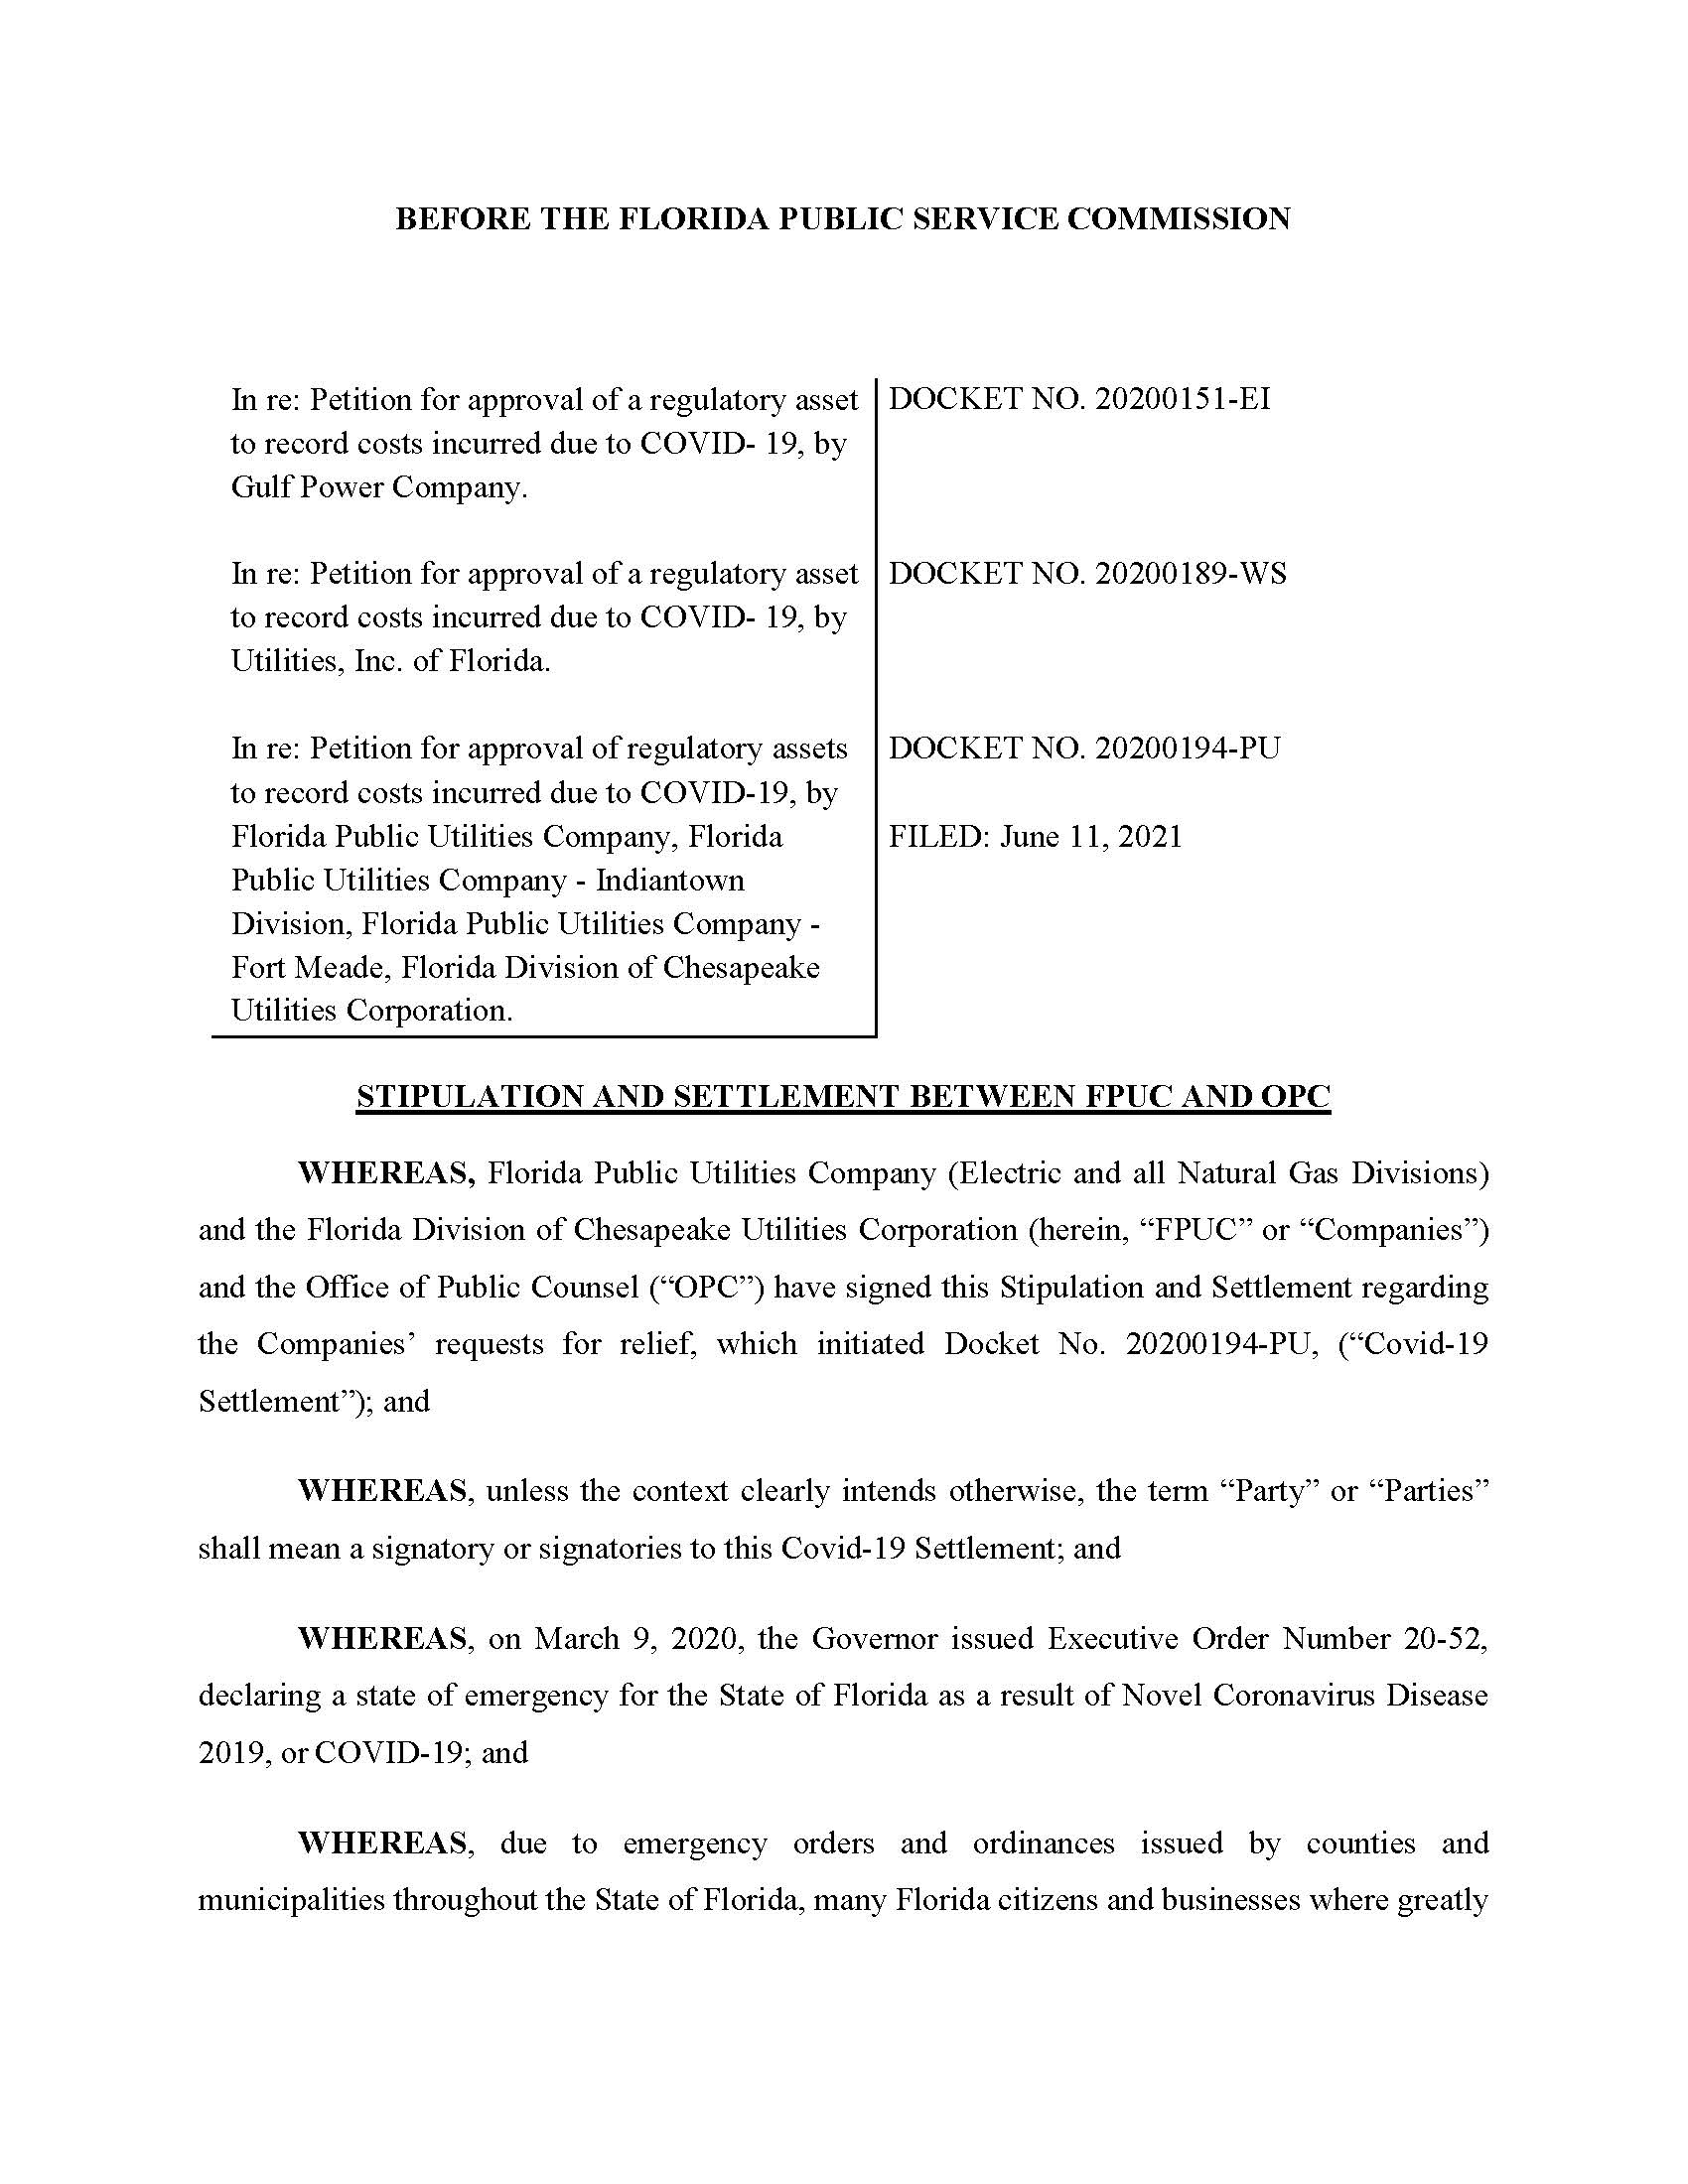 BEFORE THE FLORIDA PUBLIC SERVICE COMMISSION
In re: Petition for approval of a regulatory asset
to record costs incurred due to COVID- 19, by
Gulf Power Company.
DOCKET NO. 20200151-EI
In re: Petition for approval of a regulatory asset
to record costs incurred due to COVID- 19, by
Utilities, Inc. of Florida.
DOCKET NO. 20200189-WS
In re: Petition for approval of regulatory assets
to record costs incurred due to COVID-19, by
Florida Public Utilities Company, Florida
Public Utilities Company - Indiantown
Division, Florida Public Utilities Company -
Fort Meade, Florida Division of Chesapeake
Utilities Corporation.
DOCKET NO. 20200194-PU
FILED: June 11, 2021
STIPULATION AND SETTLEMENT BETWEEN FPUC AND OPC
WHEREAS, Florida Public Utilities Company (Electric and all Natural Gas Divisions)
and the Florida Division of Chesapeake Utilities Corporation (herein, “FPUC” or “Companies”)
and the Office of Public Counsel (“OPC”) have signed this Stipulation and Settlement regarding
the Companies’ requests for relief, which initiated Docket No. 20200194-PU, (“Covid-19
Settlement”); and
WHEREAS, unless the context clearly intends otherwise, the term “Party” or “Parties”
shall mean a signatory or signatories to this Covid-19 Settlement; and
WHEREAS, on March 9, 2020, the Governor issued Executive Order Number 20-52,
declaring a state of emergency for the State of Florida as a result of Novel Coronavirus Disease
2019, or COVID-19; and
WHEREAS, due to emergency orders and ordinances issued by counties and
municipalities throughout the State of Florida, many Florida citizens and businesses where greatly